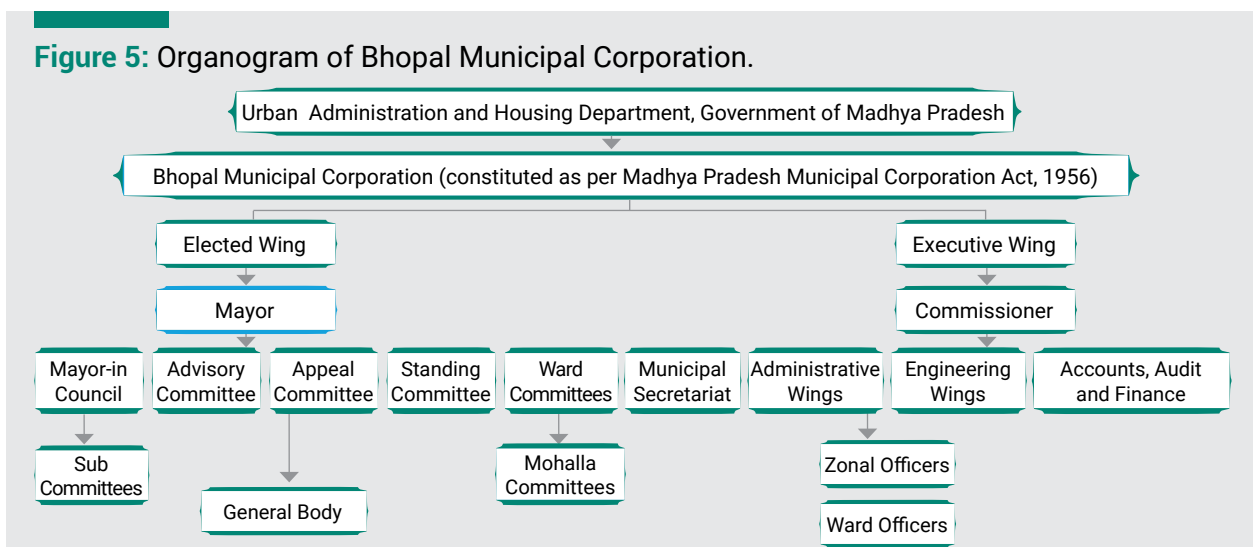 Figure 5: Organogram of Bhopal Municipal Corporation.
Urban Administration and Housing Department, Government of Madhya Pradesh
Bhopal Municipal Corporation (constituted as per Madhya Pradesh Municipal Corporation Act, 1956)
Elected Wing
Executive Wing
Mayor
Commissioner
Mayor-in
Council
Advisory
Committee
Appeal
Committee
Standing
Committee
Ward
Committees
Municipal
Secretariat
Administrative
Wings
Engineering
Wings
Accounts, Audit
and Finance
Sub
Committees
General Body
Mohalla
Committees
Zonal Officers
Ward Officers